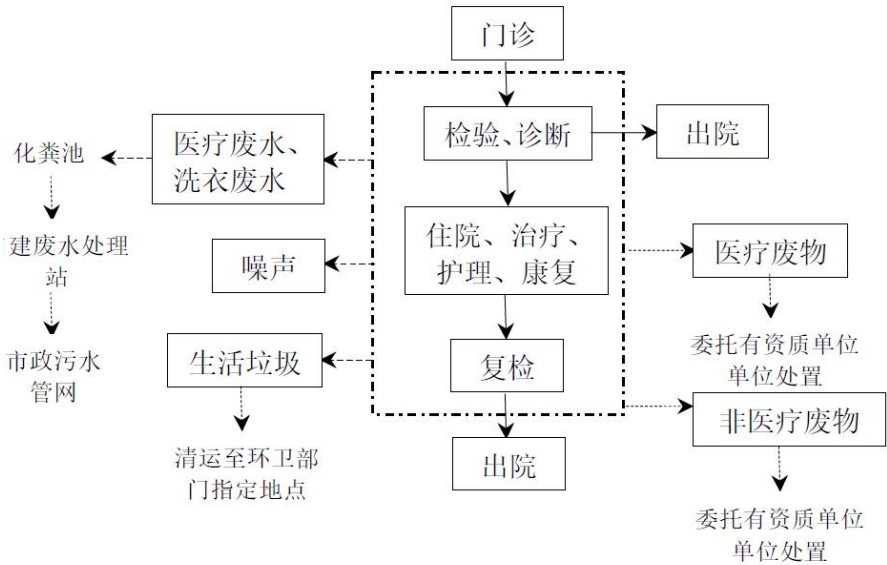 门诊
检验、诊断
出院
医疗废水、
洗衣废水
化粪池
建废水处理
站
市政污水
管网
住院、治疗、
护理、康复
噪声
医疗废物
委托有资质单位
单位处置
生活垃圾
复检
清运至环卫部
门指定地点
出院
非医疗废物
委托有资质单位
单位处置